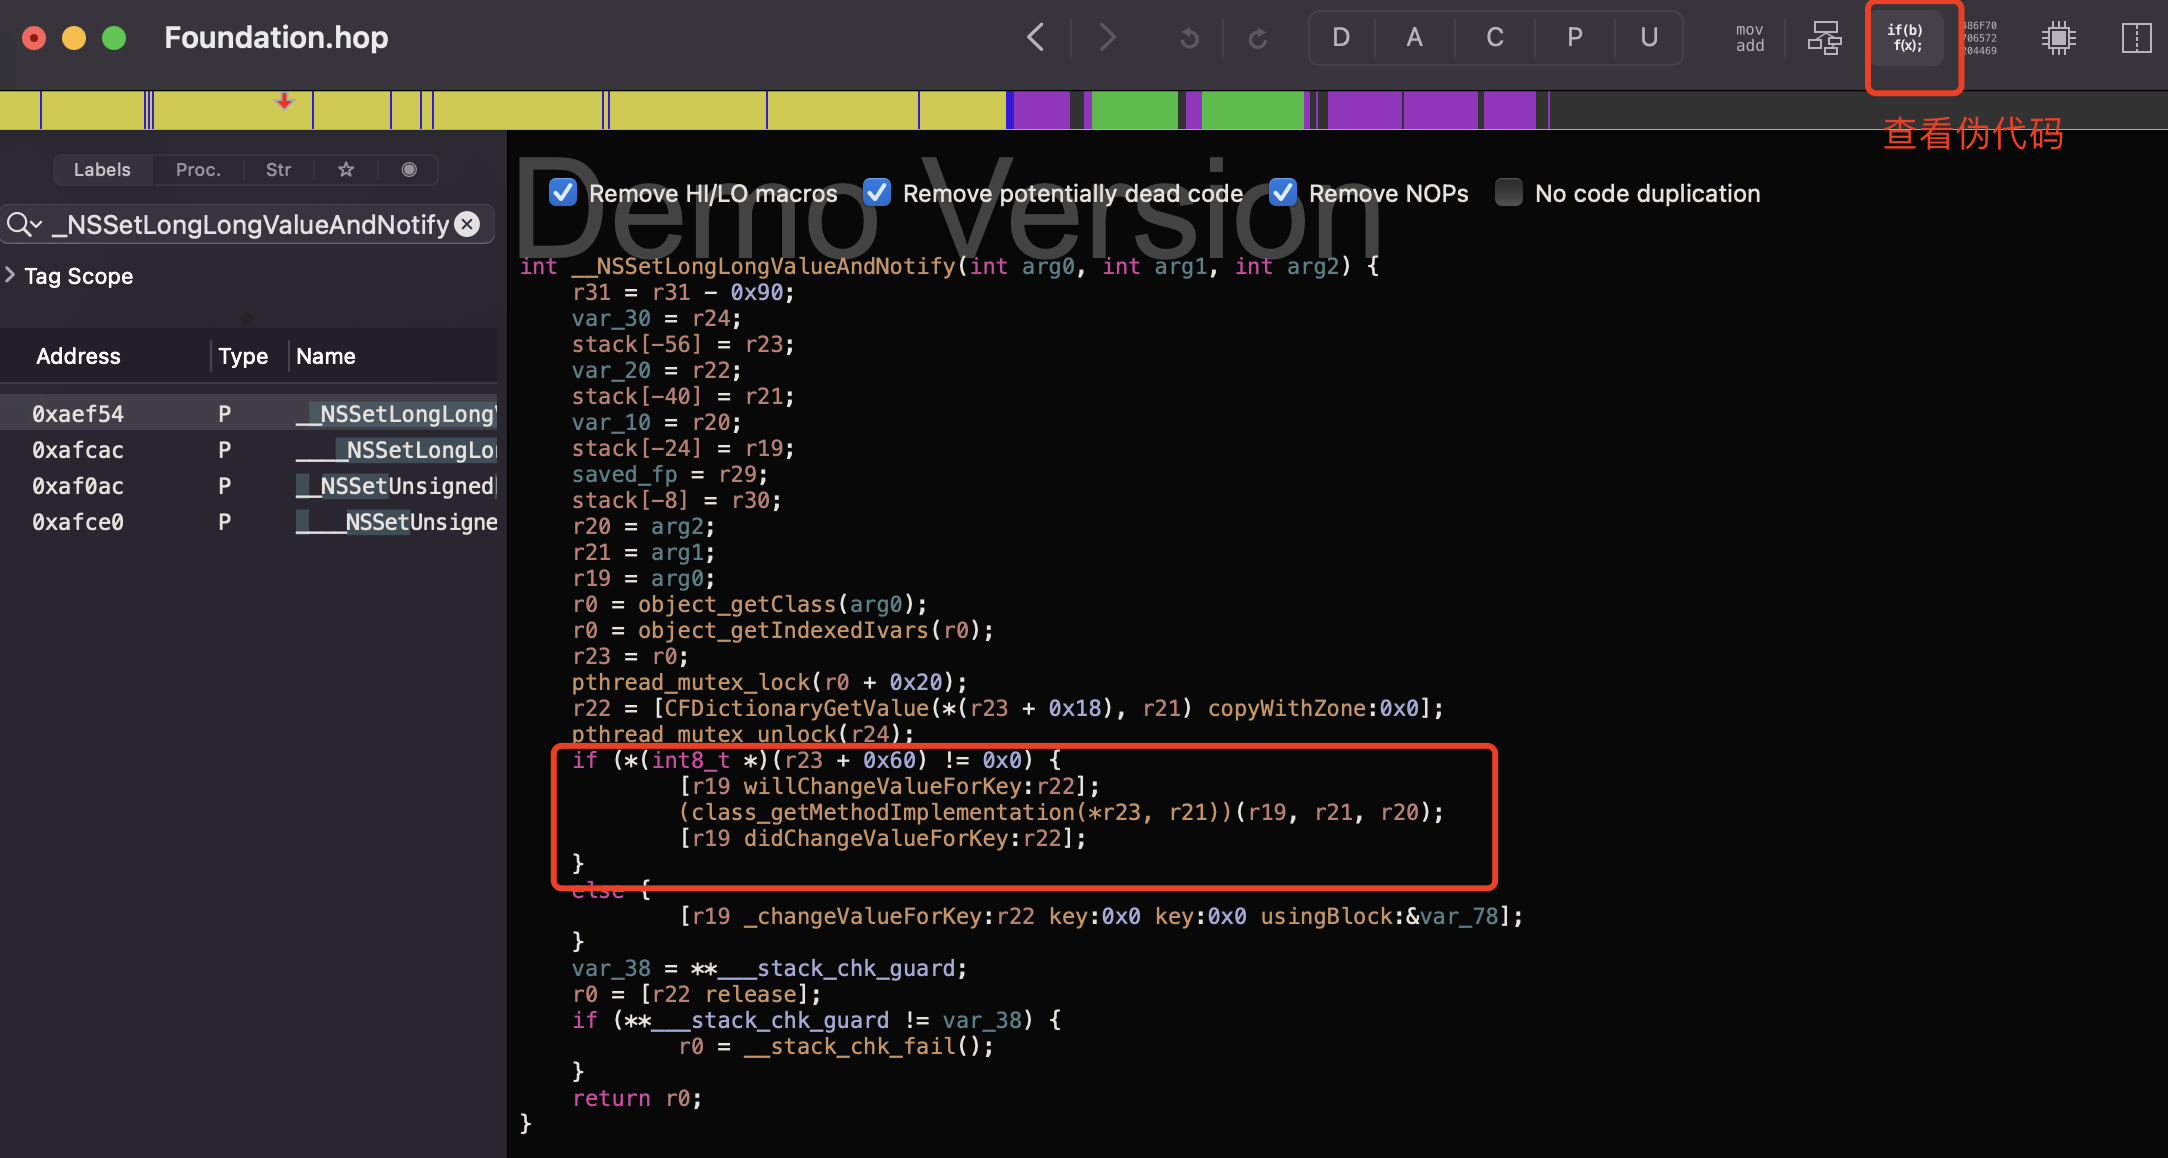 Foundation.hop
D A C P U
mov
add
if(b)
f(x);
486F70
706572
204469
查看伪代码
Labels Proc. Str
_NSSetLongLongValueAndNotify
Tag Scope
Address Type Name
0xaef54 P __NSSetLongLong
0xafcac P ____NSSetLongLo
0xaf0ac P __NSSetUnsigned
0xafce0 P ____NSSetUnsigne
Demo Version
Remove HI/LO macros Remove potentially dead code Remove NOPs No code duplication
int __NSSetLongLongValueAndNotify(int arg0, int arg1, int arg2) {
r31 = r31 - 0x90;
var_30 = r24;
stack[-56] = r23;
var_20 = r22;
stack[-40] = r21;
var_10 = r20;
stack[-24] = r19;
saved_fp = r29;
stack[-8] = r30;
r20 = arg2;
r21 = arg1;
r19 = arg0;
r0 = object_getClass(arg0);
r0 = object_getIndexedIvars(r0);
r23 = r0;
pthread_mutex_lock(r0 + 0x20);
r22 = [CFDictionaryGetValue(*(r23 + 0x18), r21) copyWithZone:0x0];
pthread_mutex_unlock(r24);
if (*(int8_t *)(r23 + 0x60) != 0x0) {
[r19 willChangeValueForKey:r22];
(class_getMethodImplementation(*r23, r21))(r19, r21, r20);
[r19 didChangeValueForKey:r22];
}
else {
[r19 _changeValueForKey:r22 key:0x0 key:0x0 usingBlock:&var_78];
}
var_38 = **___stack_chk_guard;
r0 = [r22 release];
if (**___stack_chk_guard != var_38) {
r0 = __stack_chk_fail();
}
return r0;
}